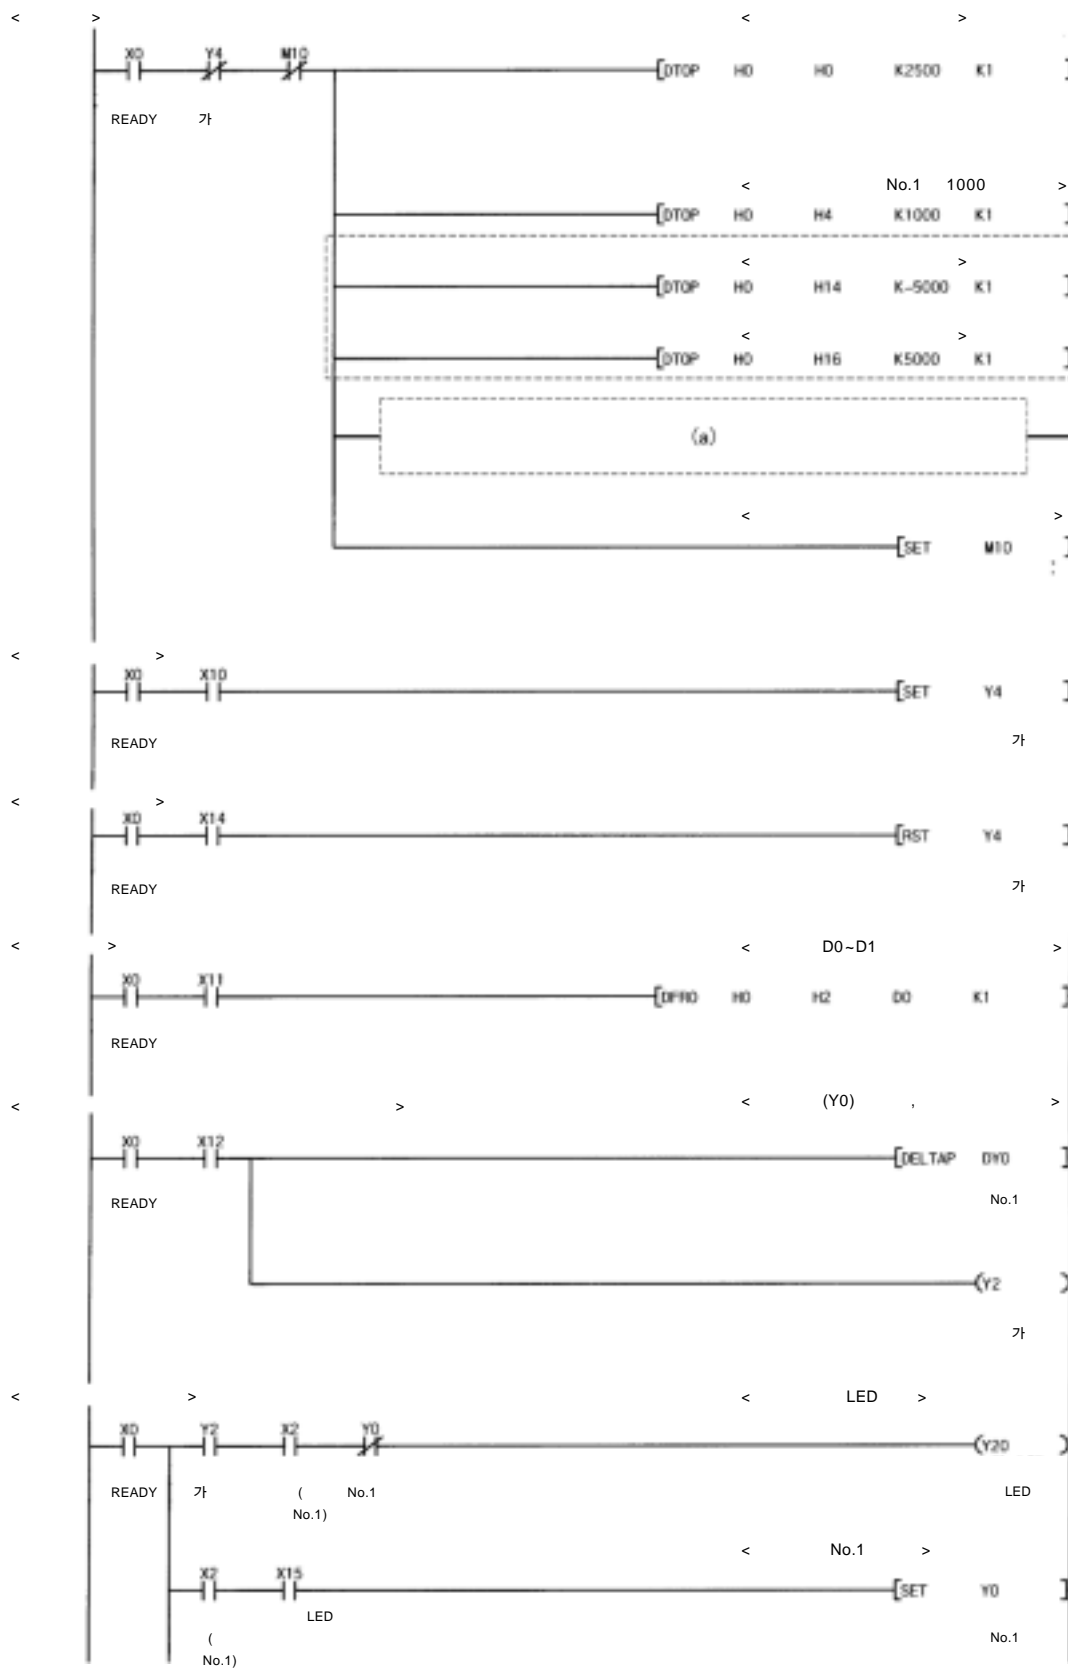 < > < >
X0 Y4 M10
[DTOP H0 H0 K2500 K1 ]
READY 가
< No.1 1000 >
[DTOP H0 H4 K1000 K1 ]
< >
[DTOP H0 H14 K-5000 K1 ]
< >
[DTOP H0 H16 K5000 K1 ]
(a)
< >
[SET M10 ]
< >
X0 X10
[SET Y4 ]
READY 가
< >
X0 X14
[RST Y4 ]
READY 가
< > < D0~D1 >
X0 X11
[DFRO H0 H2 D0 K1 ]
READY
< > < (Y0) , >
X0 X12
[DELTAP DY0 ]
READY No.1
(Y2 )
가
< > < LED >
X0 Y2 X2 Y0
(Y20 )
READY 가 ( No.1 LED
No.1)
< No.1 >
X2 X15
[SET Y0 ]
LED
( No.1
No.1)